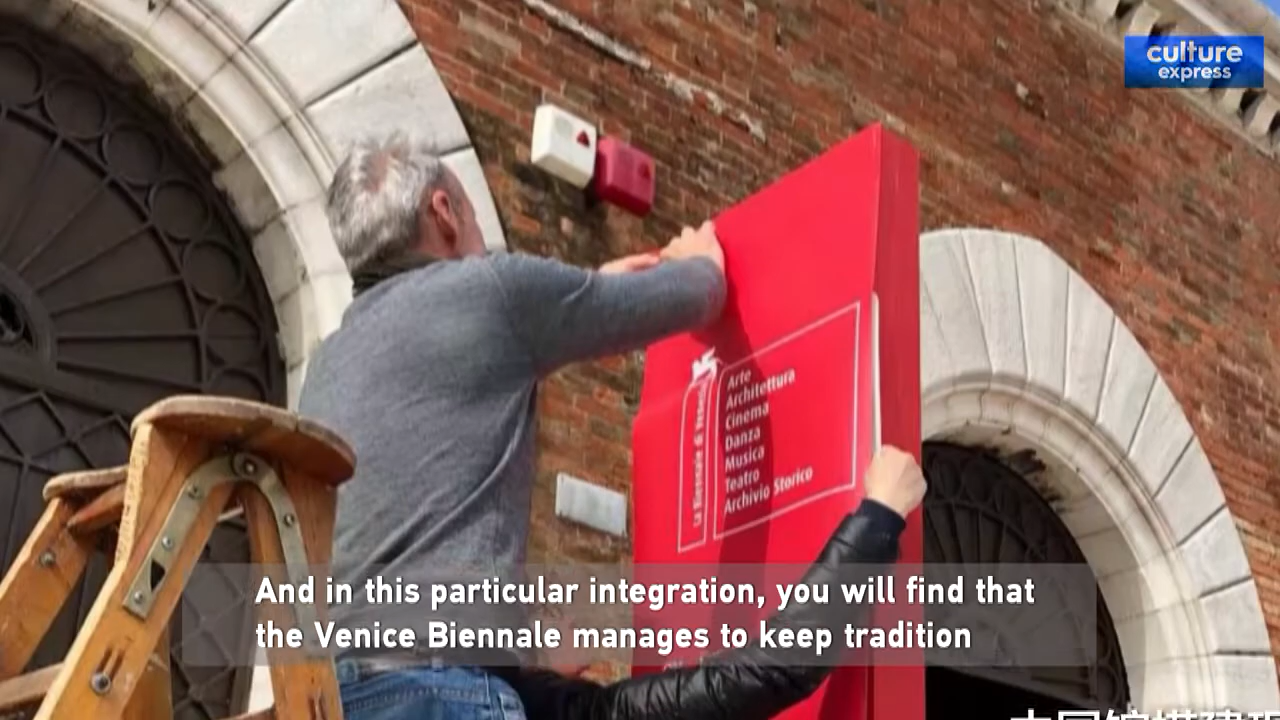 culture
express
La Biennale di Venezia
Arte
Architettura
Cinema
Danza
Musica
Teatro
Archivio Storico
And in this particular integration, you will find that
the Venice Biennale manages to keep tradition